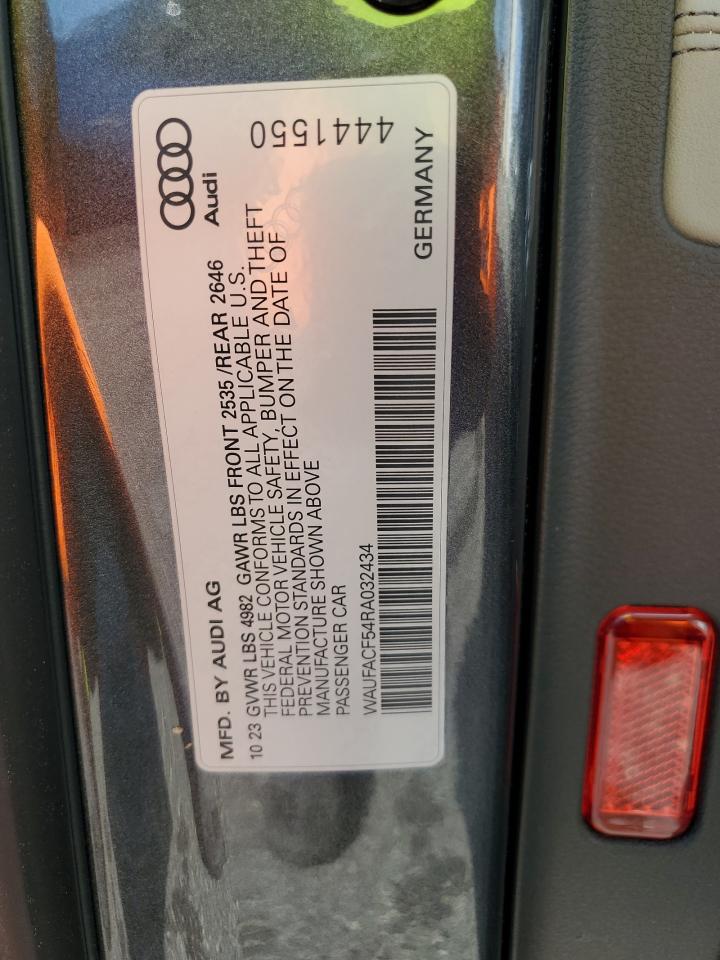 MFD. BY AUDI AG
Audi
10 23 GVWR LBS 4982 GAWR LBS FRONT 2535 /REAR 2646
THIS VEHICLE CONFORMS TO ALL APPLICABLE U.S.
FEDERAL MOTOR VEHICLE SAFETY, BUMPER AND THEFT
PREVENTION STANDARDS IN EFFECT ON THE DATE OF
MANUFACTURE SHOWN ABOVE
PASSENGER CAR
WAUFACF54RA032434
GERMANY
4441550